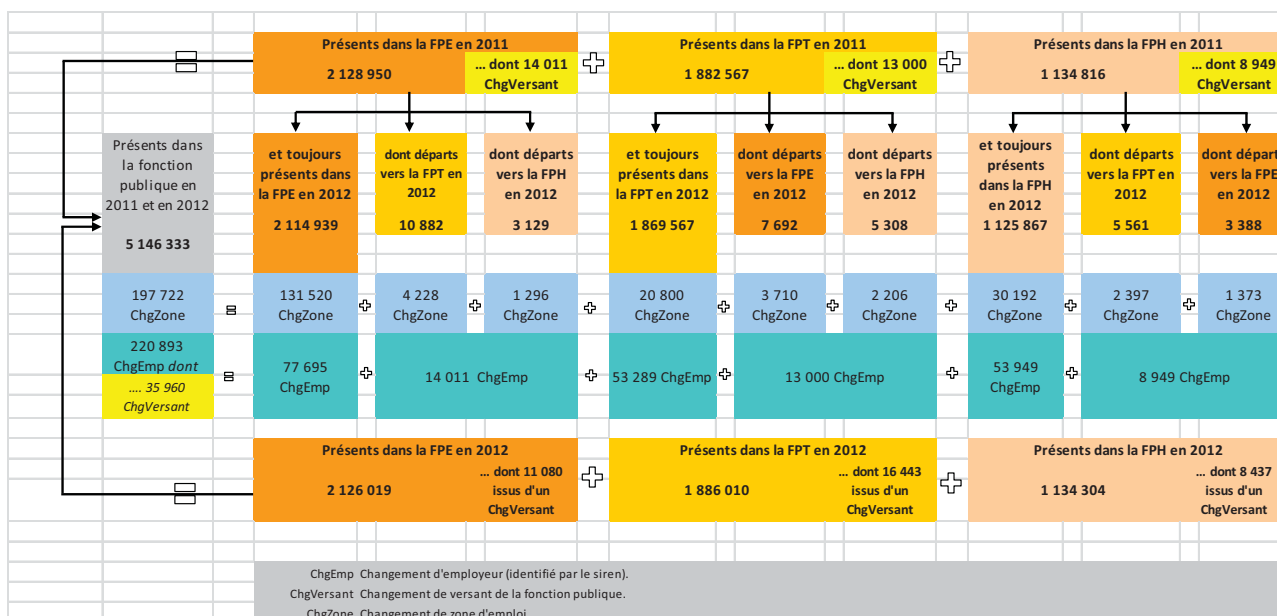 Présents dans la FPE en 2011
2 128 950
... dont 14 011
ChgVersant
Présents dans la FPT en 2011
1 882 567
... dont 13 000
ChgVersant
Présents dans la FPH en 2011
1 134 816
... dont 8 949
ChgVersant
Présents dans
la fonction
publique en
2011 et en 2012
5 146 333
et toujours
présents dans
la FPE en 2012
2 114 939
dont départs
vers la FPT en
2012
10 882
dont départs
vers la FPH
en 2012
3 129
et toujours
présents dans
la FPT en 2012
1 869 567
dont départs
vers la FPE
en 2012
7 692
dont départs
vers la FPH
en 2012
5 308
et toujours
présents
dans la FPH
en 2012
1 125 867
dont départs
vers la FPT en
2012
5 561
dont départs
vers la FPE
en 2012
3 388
197 722
ChgZone
=
131 520
ChgZone
+
4 228
ChgZone
+
1 296
ChgZone
+
20 800
ChgZone
+
3 710
ChgZone
+
2 206
ChgZone
+
30 192
ChgZone
+
2 397
ChgZone
+
1 373
ChgZone
220 893
ChgEmp dont
.... 35 960
ChgVersant
=
77 695
ChgEmp
+
14 011 ChgEmp
+
53 289 ChgEmp
+
13 000 ChgEmp
+
53 949
ChgEmp
+
8 949 ChgEmp
Présents dans la FPE en 2012
2 126 019
... dont 11 080
issus d'un
ChgVersant
Présents dans la FPT en 2012
1 886 010
... dont 16 443
issus d'un
ChgVersant
Présents dans la FPH en 2012
1 134 304
... dont 8 437
issus d'un
ChgVersant
ChgEmp Changement d'employeur (identifié par le siren).
ChgVersant Changement de versant de la fonction publique.
ChgZone Changement de zone d'emploi